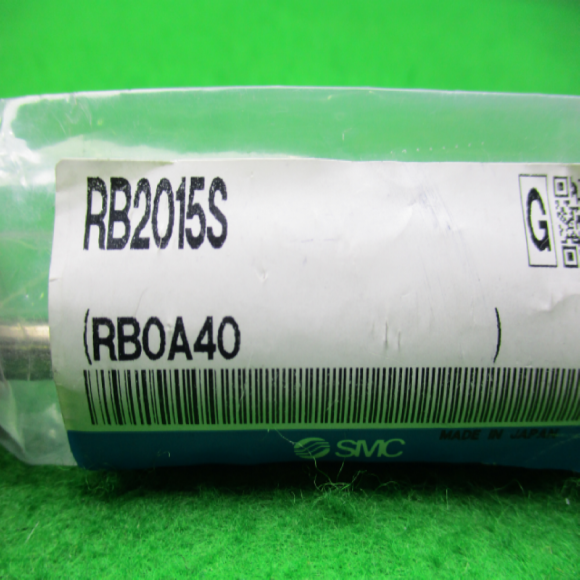 RB2015S
G
(RB0A40 )
SMC
MADE IN JAPAN